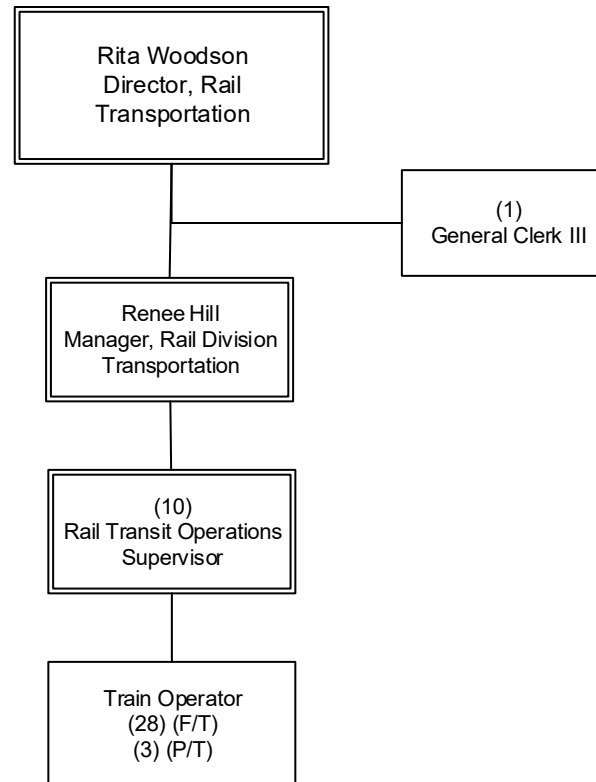 Rita Woodson
Director, Rail
Transportation
(1)
General Clerk III
Renee Hill
Manager, Rail Division
Transportation
(10)
Rail Transit Operations
Supervisor
Train Operator
(28) (F/T)
(3) (P/T)